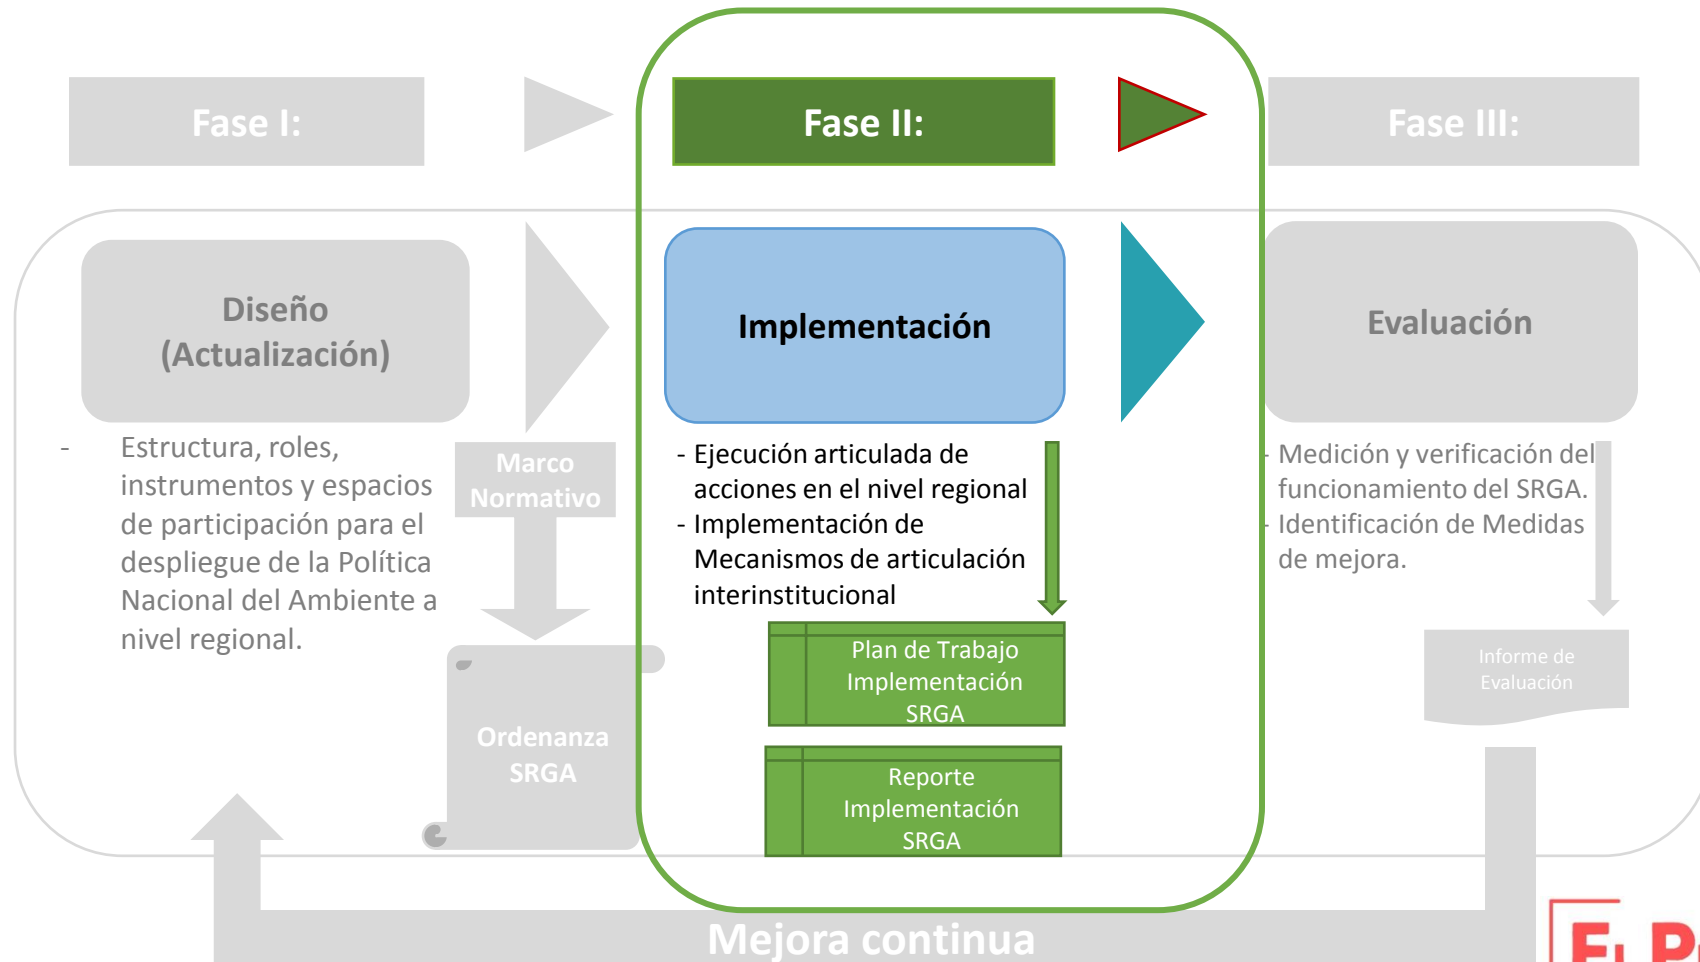 Fase I:
Fase II:
Fase III:
Diseño
(Actualización)
Implementación
Evaluación
- Estructura, roles,
instrumentos y espacios
de participación para el
despliegue de la Política
Nacional del Ambiente a
nivel regional.
Marco
Normativo
Ordenanza
SRGA
- Ejecución articulada de
acciones en el nivel regional
- Implementación de
Mecanismos de articulación
interinstitucional
Plan de Trabajo
Implementación
SRGA
Reporte
Implementación
SRGA
- Medición y verificación del
funcionamiento del SRGA.
- Identificación de Medidas
de mejora.
Informe de
Evaluación
Mejora continua
EL